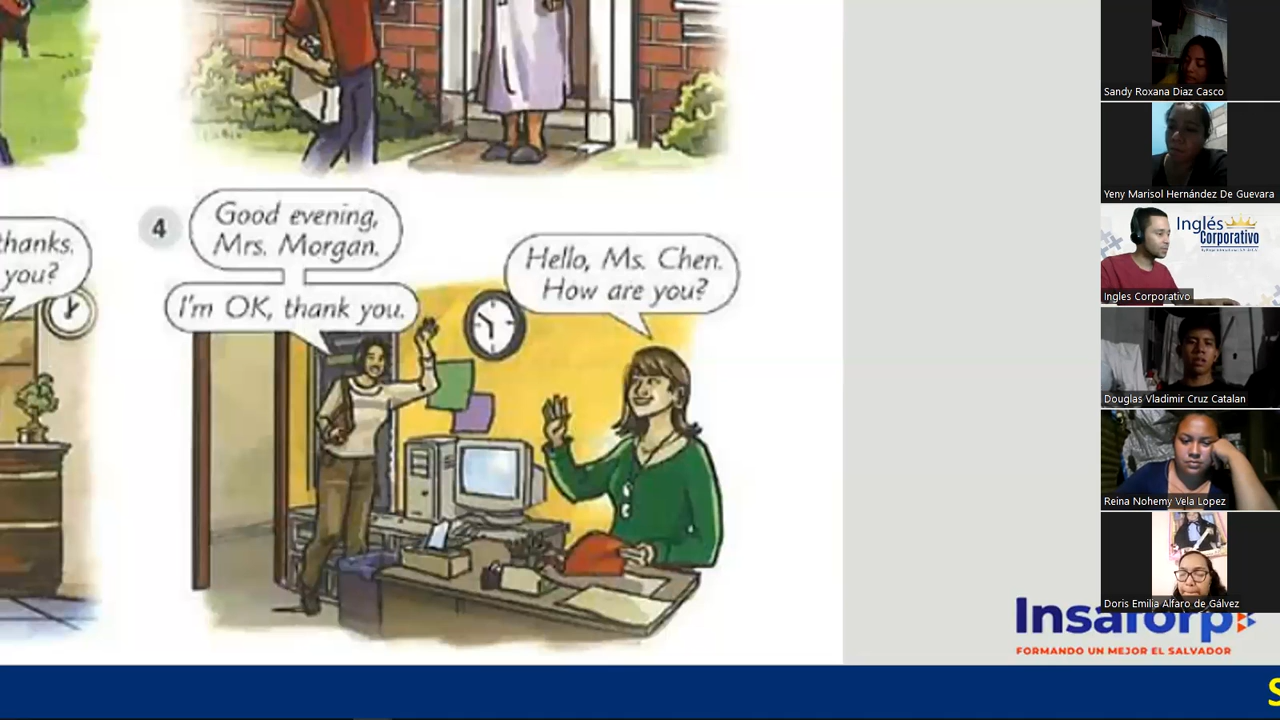 4
Good evening,
Mrs. Morgan.
I'm OK, thank you.
Hello, Ms. Chen.
How are you?
thanks.
you?
Sandy Roxana Diaz Casco
Yeny Marisol Hernández De Guevara
Inglés
Corporativo
Ingles Corporativo
Douglas Vladimir Cruz Catalan
Reina Nohemy Vela Lopez
Doris Emilia Alfaro de Gálvez
Insaforp
FORMANDO UN MEJOR EL SALVADOR
S